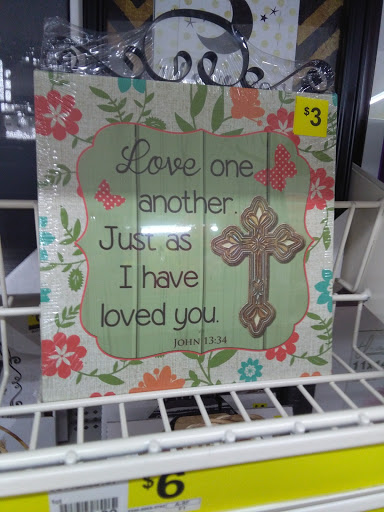 $3
Love one
another.
Just as
I have
loved you.
JOHN 13:34
$6